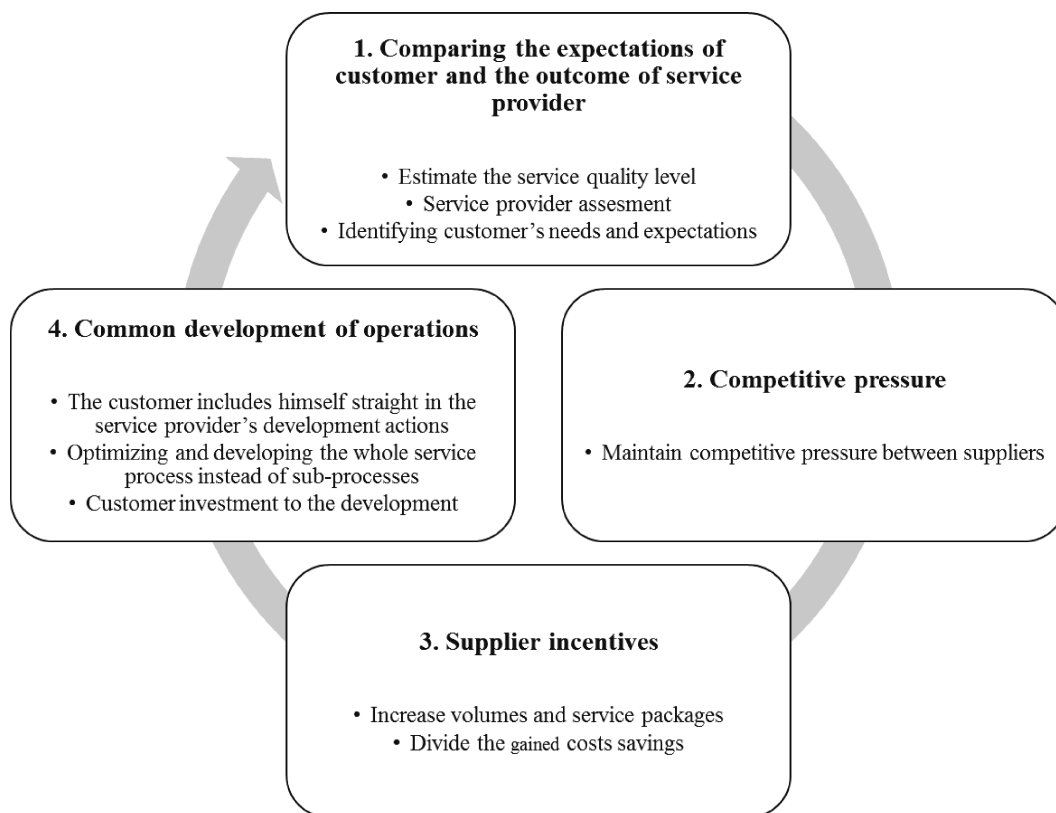 1. Comparing the expectations of
customer and the outcome of service
provider
• Estimate the service quality level
• Service provider assesment
• Identifying customer's needs and expectations
2. Competitive pressure
• Maintain competitive pressure between suppliers
3. Supplier incentives
• Increase volumes and service packages
• Divide the gained costs savings
4. Common development of operations
• The customer includes himself straight in the
service provider's development actions
• Optimizing and developing the whole service
process instead of sub-processes
• Customer investment to the development